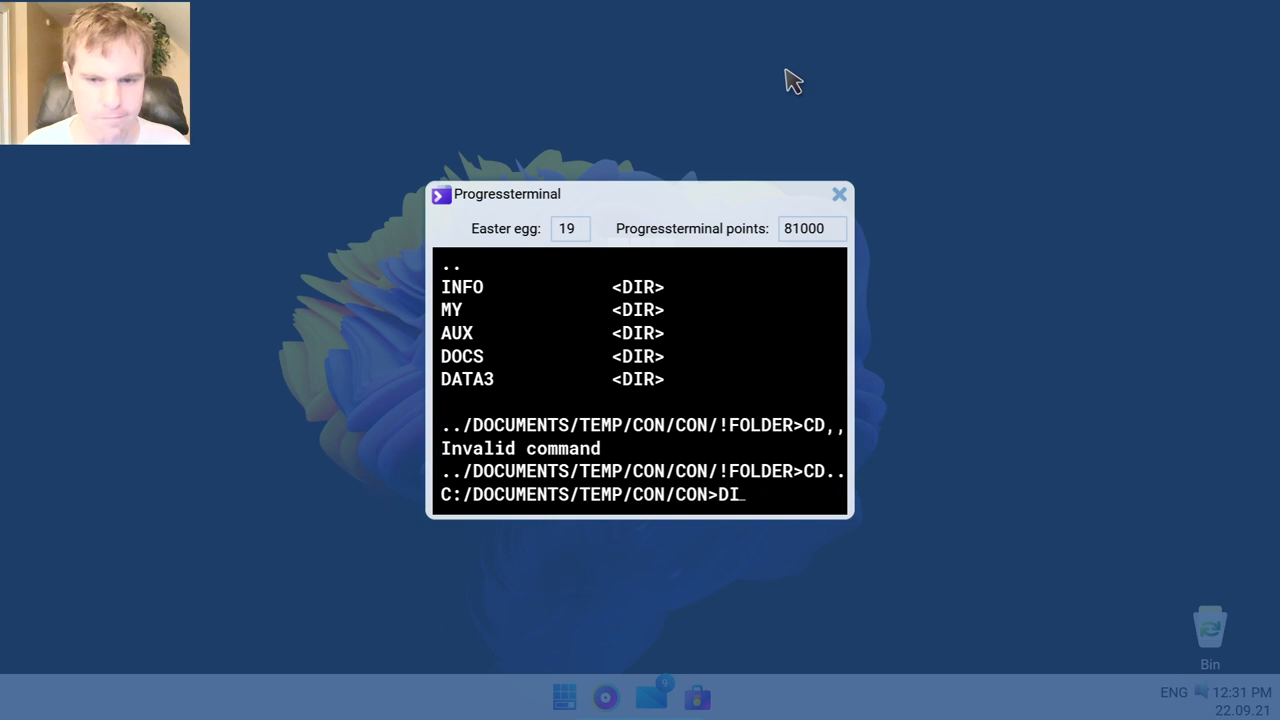 Progressterminal
Easter egg: 19 Progressterminal points: 81000
..
INFO <DIR>
MY <DIR>
AUX <DIR>
DOCS <DIR>
DATA3 <DIR>
../DOCUMENTS/TEMP/CON/CON/!FOLDER>CD,,
Invalid command
../DOCUMENTS/TEMP/CON/CON/!FOLDER>CD..
C:/DOCUMENTS/TEMP/CON/CON>DI_
Bin
9
ENG 12:31 PM
22.09.21